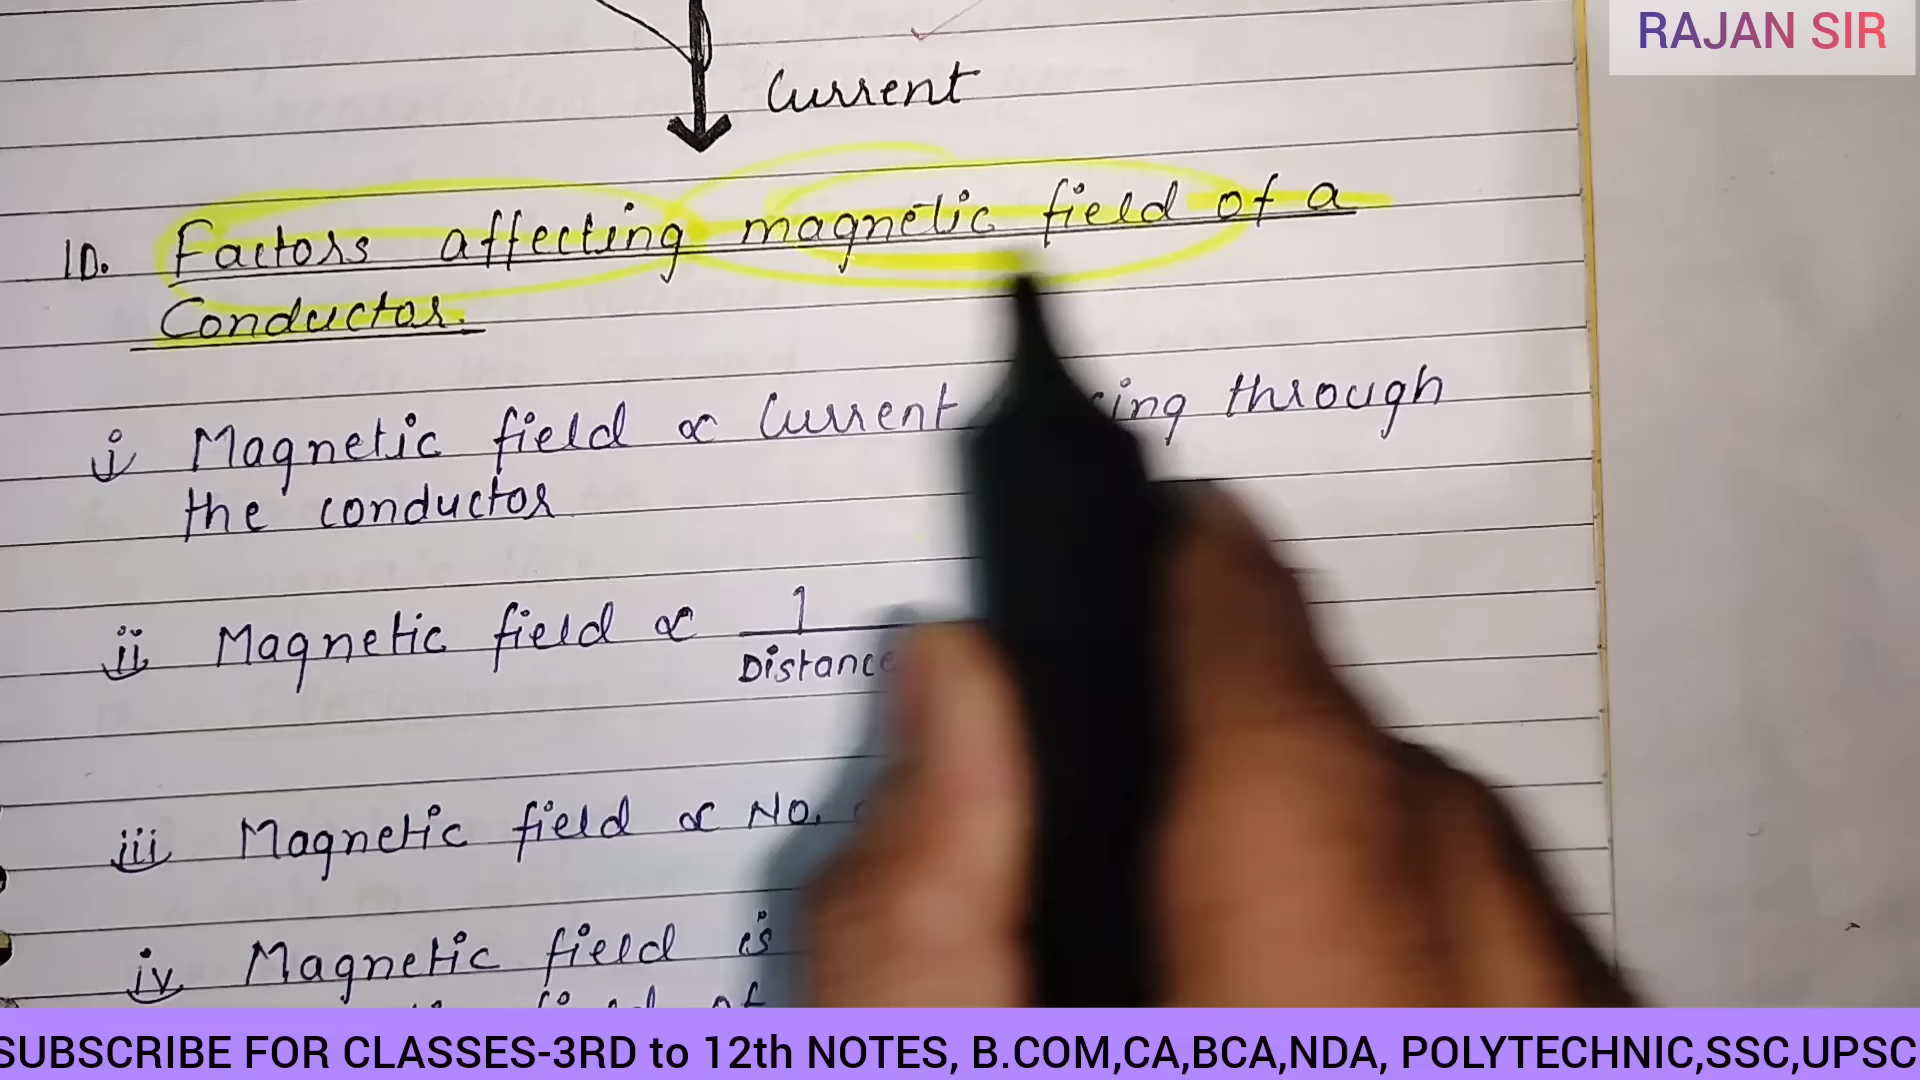 RAJAN SIR
Current
10. Factors affecting magnetic field of a
Conductor.
i Magnetic field ∝ Current through
the conductor
ii Magnetic field ∝ 1
Distance
iii Magnetic field ∝ No.
iv Magnetic field is
of
SUBSCRIBE FOR CLASSES-3RD to 12th NOTES, B.COM,CA,BCA,NDA, POLYTECHNIC,SSC,UPSC